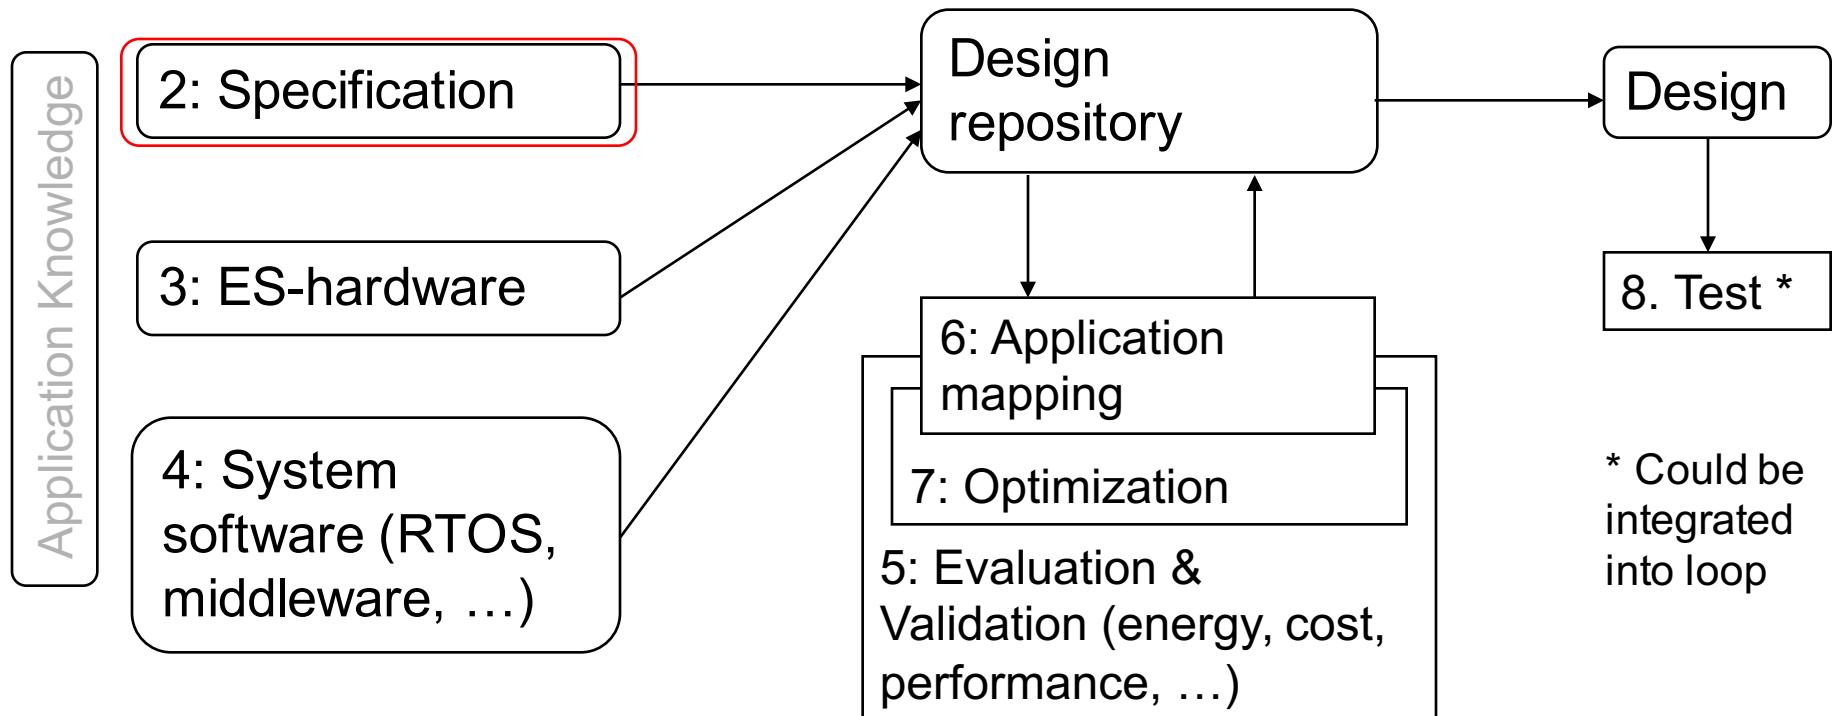 Application Knowledge
2: Specification
3: ES-hardware
4: System
software (RTOS,
middleware, …)
Design
repository
6: Application
mapping
7: Optimization
5: Evaluation &
Validation (energy, cost,
performance, …)
Design
8. Test *
* Could be
integrated
into loop